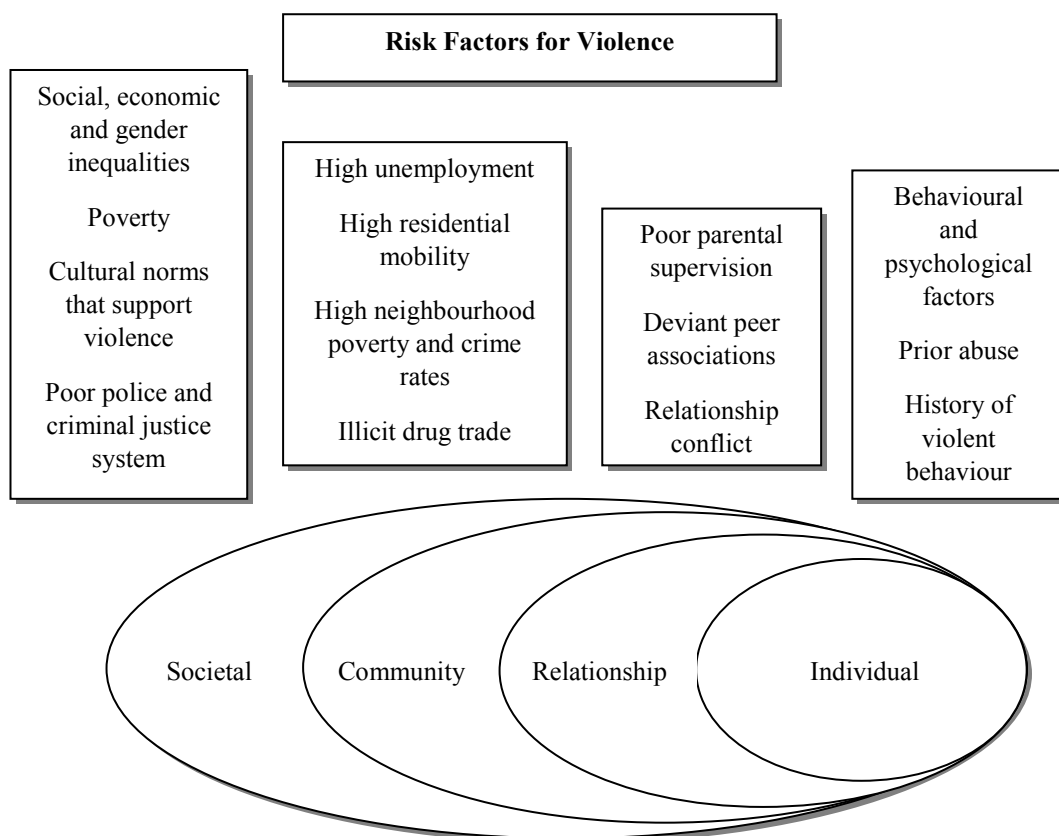 Risk Factors for Violence
Social, economic
and gender
inequalities
Poverty
Cultural norms
that support
violence
Poor police and
criminal justice
system
High unemployment
High residential
mobility
High neighbourhood
poverty and crime
rates
Illicit drug trade
Poor parental
supervision
Deviant peer
associations
Relationship
conflict
Behavioural
and
psychological
factors
Prior abuse
History of
violent
behaviour
Societal
Community
Relationship
Individual